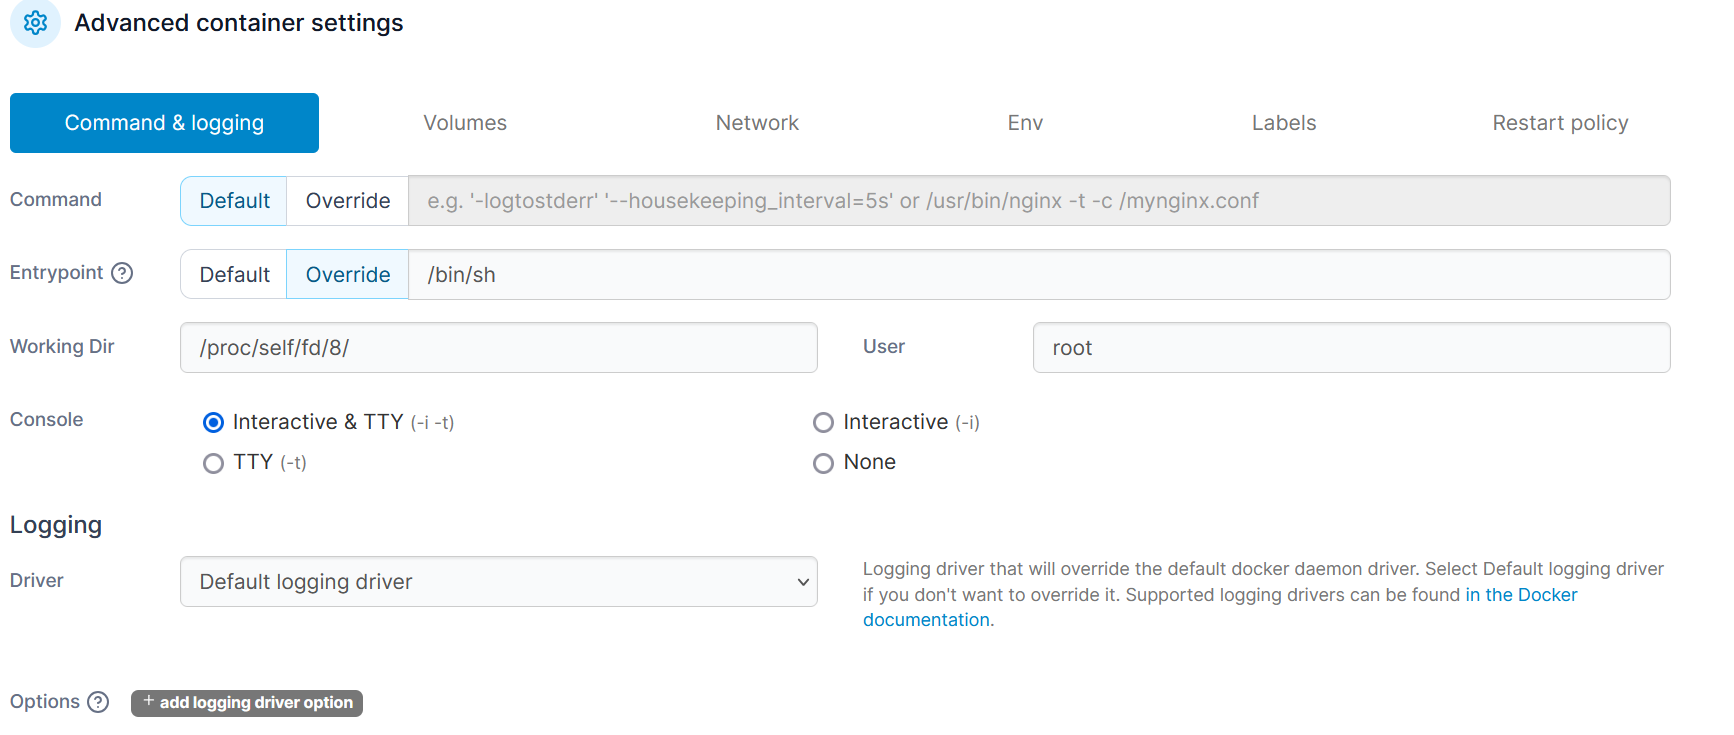 Advanced container settings
Command & logging Volumes Network Env Labels Restart policy
Command Default Override e.g. '-logtostderr' '--housekeeping_interval=5s' or /usr/bin/nginx -t -c /mynginx.conf
Entrypoint ? Default Override /bin/sh
Working Dir /proc/self/fd/8/ User root
Console Interactive & TTY (-i -t) Interactive (-i)
TTY (-t) None
Logging
Driver Default logging driver
Logging driver that will override the default docker daemon driver. Select Default logging driver
if you don't want to override it. Supported logging drivers can be found in the Docker
documentation.
Options ? + add logging driver option